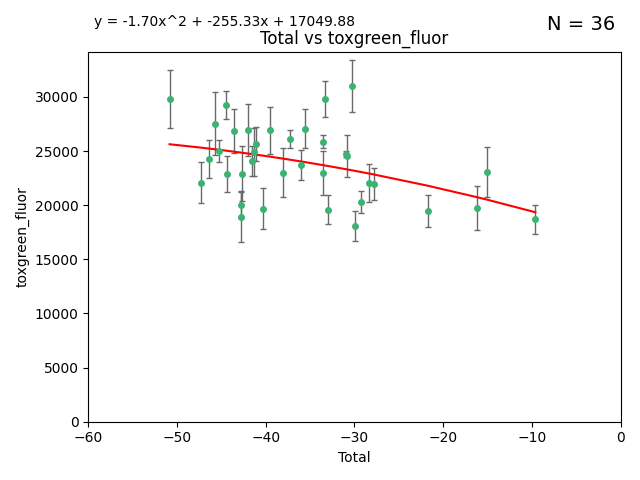 y = -1.70x^2 + -255.33x + 17049.88
N = 36
Total vs toxgreen_fluor
toxgreen_fluor
30000
25000
20000
15000
10000
5000
0
−60
−50
−40
−30
−20
−10
0
Total